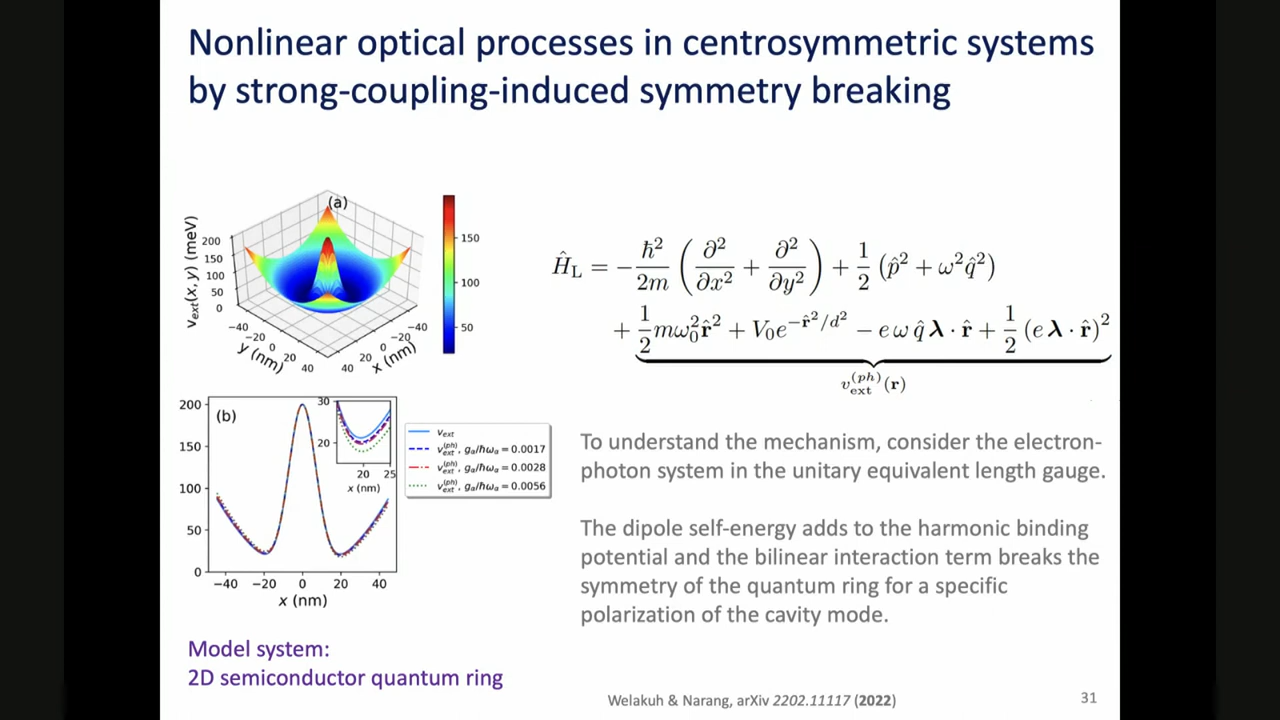 Nonlinear optical processes in centrosymmetric systems
by strong-coupling-induced symmetry breaking
(a)
v_ext(x, y) (meV)
200
150
100
50
0
−40
−20
0
20
40
y (nm)
40
20
0
−20
−40
x (nm)
150
100
50
Ĥ_L = −ℏ²/2m (∂²/∂x² + ∂²/∂y²) + 1/2 (p̂² + ω²q̂²)
+ 1/2 mω₀²r̂² + V₀e^{−r̂²/d²} − e ω q̂ λ · r̂ + 1/2 (e λ · r̂)²
v_ext^(ph)(r)
(b)
200
150
100
50
0
−40 −20 0 20 40
x (nm)
30
20
20 25
x (nm)
v_ext
v_ext^(ph), g_α/ℏω_α = 0.0017
v_ext^(ph), g_α/ℏω_α = 0.0028
v_ext^(ph), g_α/ℏω_α = 0.0056
To understand the mechanism, consider the electron-
photon system in the unitary equivalent length gauge.
The dipole self-energy adds to the harmonic binding
potential and the bilinear interaction term breaks the
symmetry of the quantum ring for a specific
polarization of the cavity mode.
Model system:
2D semiconductor quantum ring
Welakuh & Narang, arXiv 2202.11117 (2022)
31